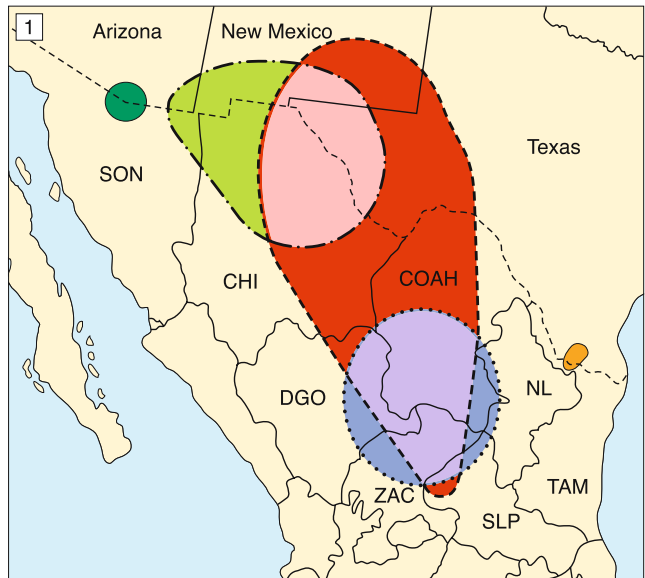 1
Arizona
New Mexico
Texas
SON
CHI
COAH
DGO
NL
ZAC
TAM
SLP